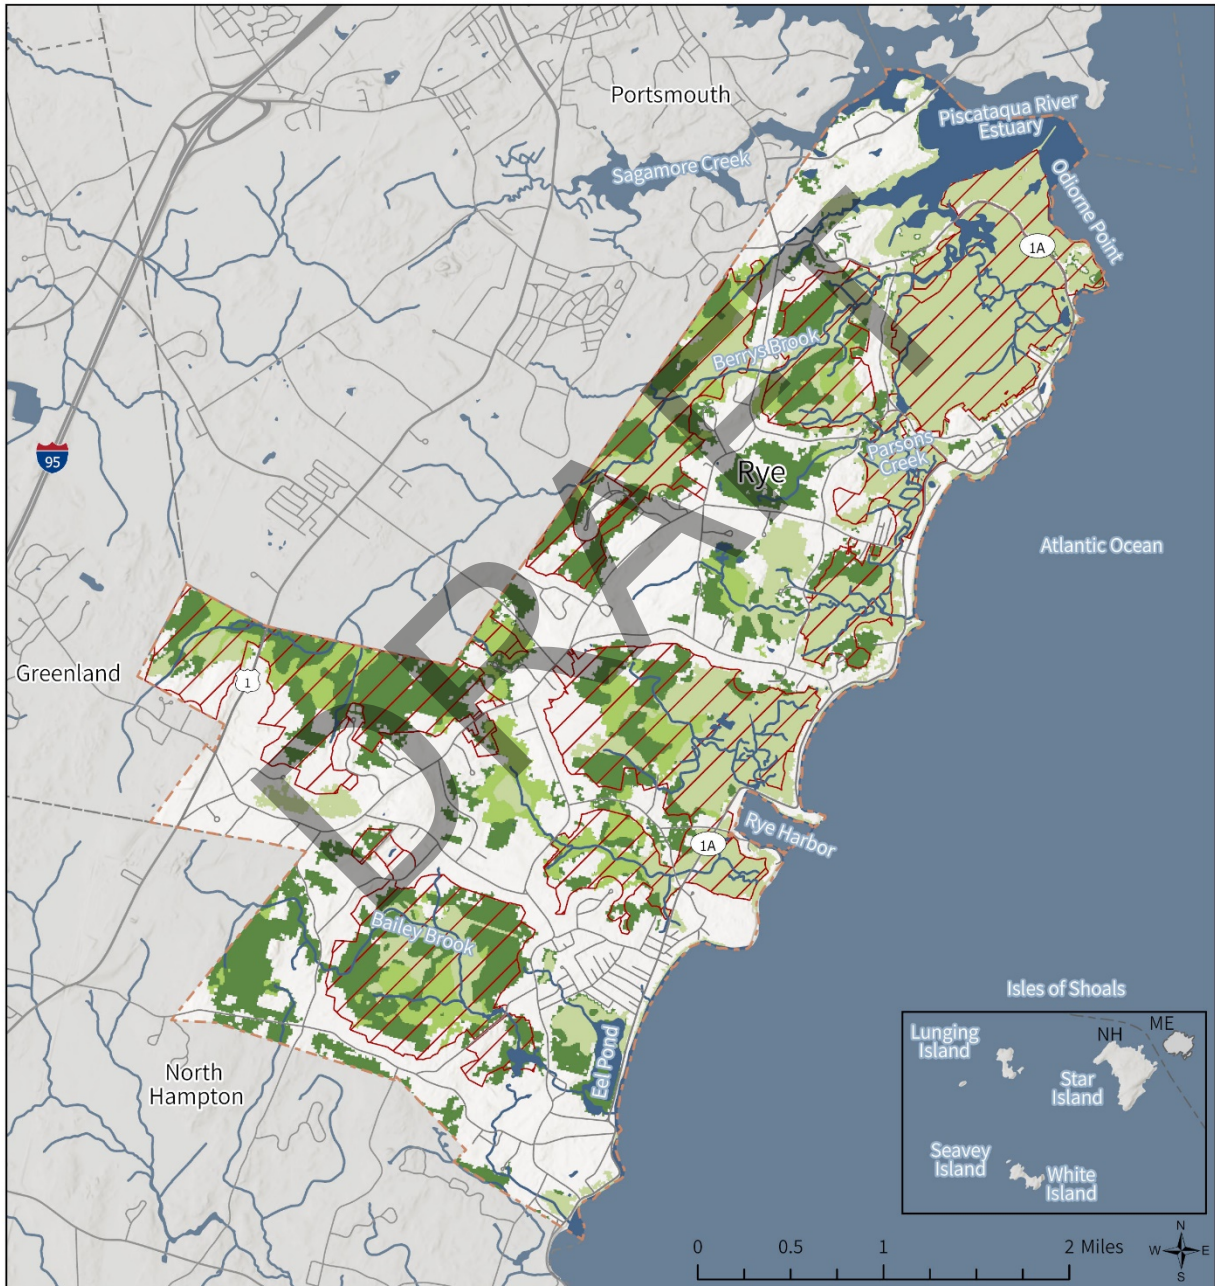 Portsmouth
Piscataqua River
Estuary
Sagamore Creek
Odiorne Point
1A
Berrys Brook
95
Rye
Parsons
Creek
Atlantic Ocean
DRAFT
Greenland
1
Rye Harbor
1A
Bailey Brook
Eel Pond
North
Hampton
Isles of Shoals
Lunging
Island
NH
ME
Star
Island
Seavey
Island
White
Island
0
0.5
1
2 Miles
N
W
E
S